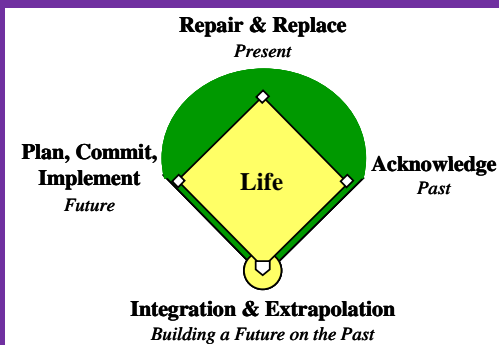 Repair & Replace
Present
Plan, Commit,
Implement
Future
Life
Acknowledge
Past
Integration & Extrapolation
Building a Future on the Past